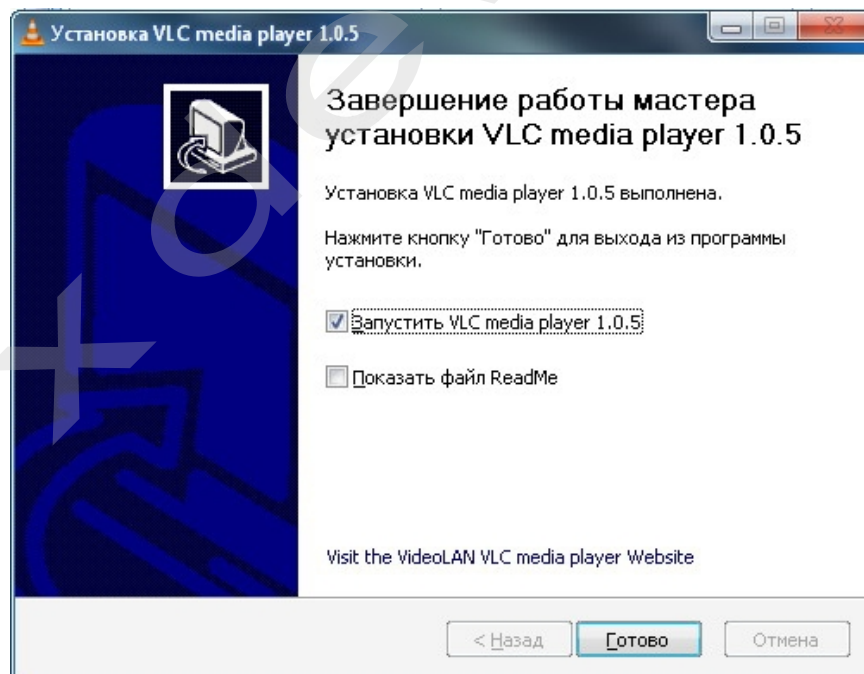 Установка VLC media player 1.0.5
Завершение работы мастера
установки VLC media player 1.0.5
Установка VLC media player 1.0.5 выполнена.
Нажмите кнопку "Готово" для выхода из программы
установки.
Запустить VLC media player 1.0.5
Показать файл ReadMe
Visit the VideoLAN VLC media player Website
< Назад Готово Отмена